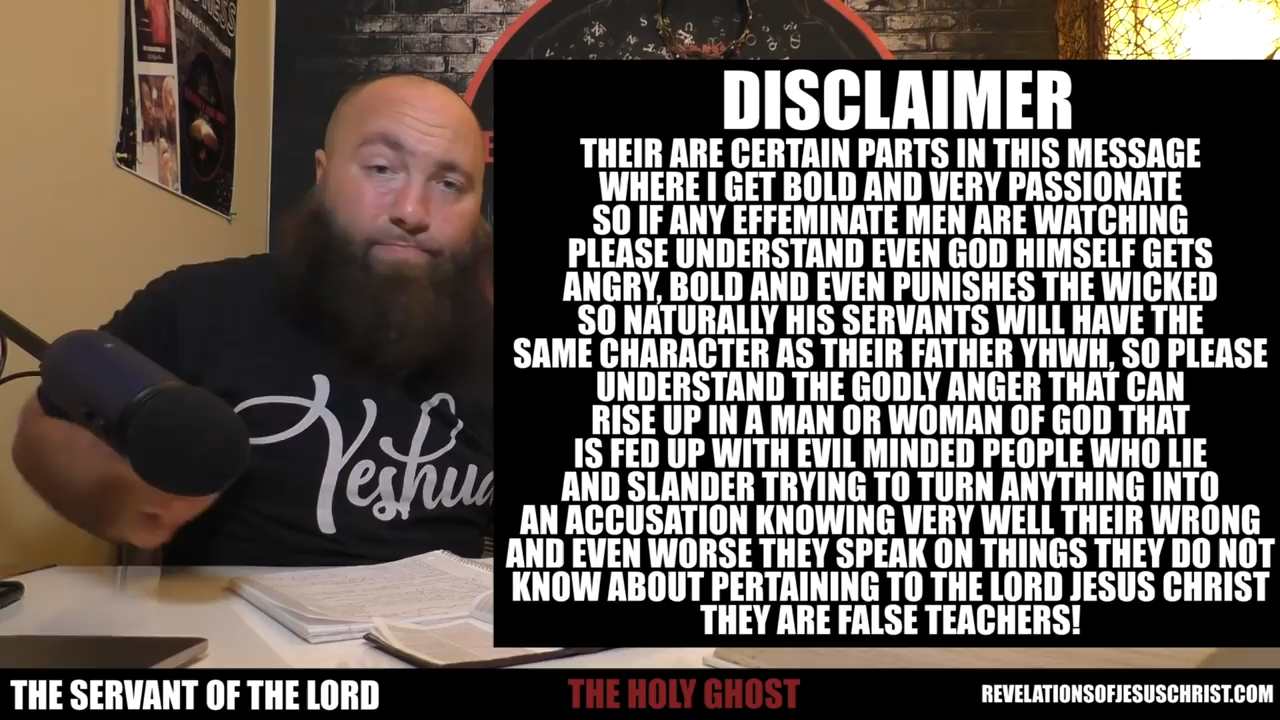 DISCLAIMER
THEIR ARE CERTAIN PARTS IN THIS MESSAGE
WHERE I GET BOLD AND VERY PASSIONATE
SO IF ANY EFFEMINATE MEN ARE WATCHING
PLEASE UNDERSTAND EVEN GOD HIMSELF GETS
ANGRY, BOLD AND EVEN PUNISHES THE WICKED
SO NATURALLY HIS SERVANTS WILL HAVE THE
SAME CHARACTER AS THEIR FATHER YHWH, SO PLEASE
UNDERSTAND THE GODLY ANGER THAT CAN
RISE UP IN A MAN OR WOMAN OF GOD THAT
IS FED UP WITH EVIL MINDED PEOPLE WHO LIE
AND SLANDER TRYING TO TURN ANYTHING INTO
AN ACCUSATION KNOWING VERY WELL THEIR WRONG
AND EVEN WORSE THEY SPEAK ON THINGS THEY DO NOT
KNOW ABOUT PERTAINING TO THE LORD JESUS CHRIST
THEY ARE FALSE TEACHERS!
Yeshua
THE SERVANT OF THE LORD
THE HOLY GHOST
REVELATIONSOFJESUSCHRIST.COM